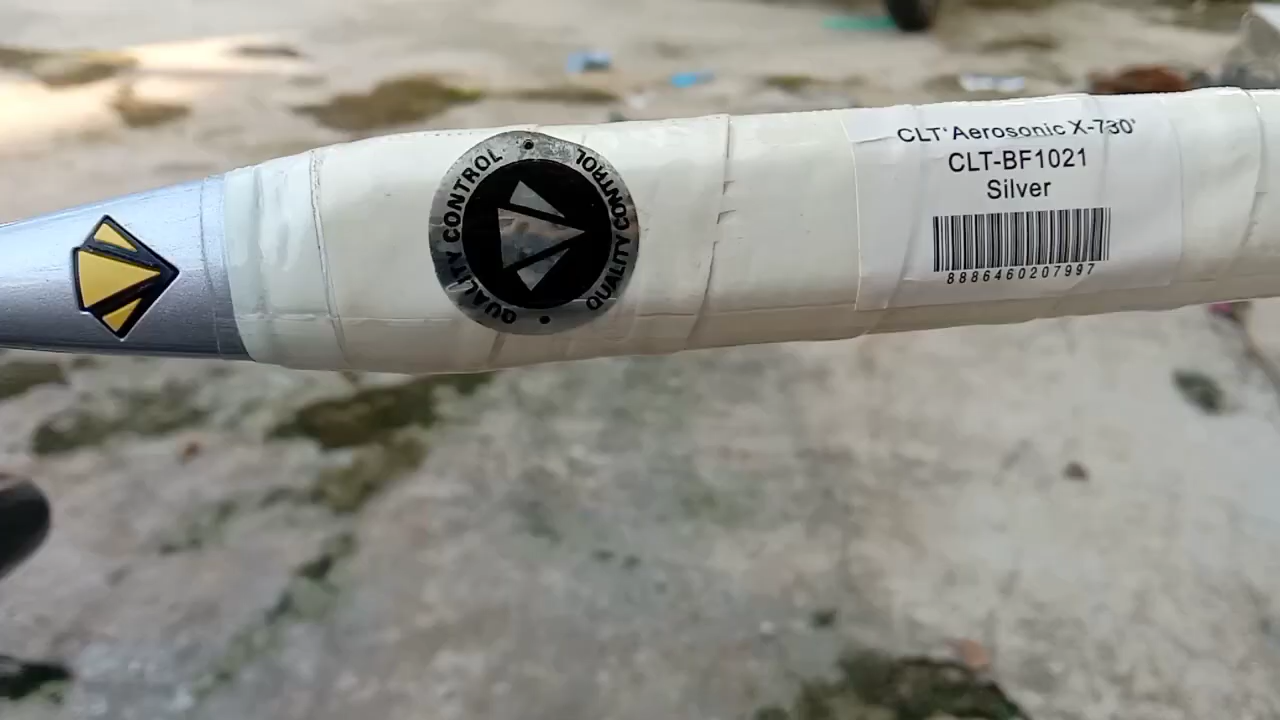 QUALITY CONTROL
QUALITY CONTROL
CLT'Aerosonic X-730'
CLT-BF1021
Silver
8886460207997